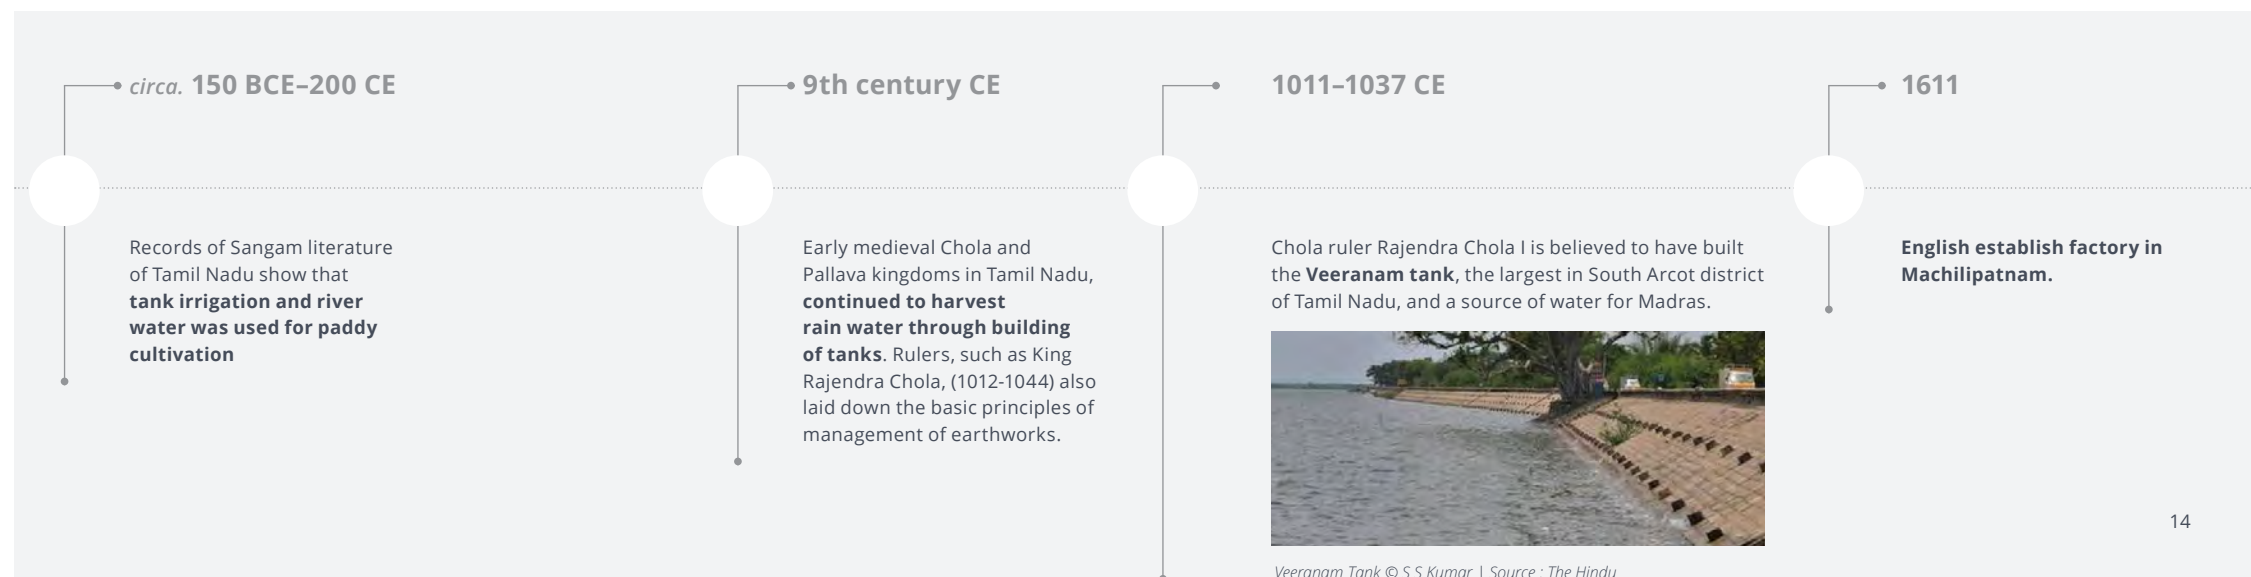 circa. 150 BCE–200 CE
Records of Sangam literature
of Tamil Nadu show that
tank irrigation and river
water was used for paddy
cultivation
9th century CE
Early medieval Chola and
Pallava kingdoms in Tamil Nadu,
continued to harvest
rain water through building
of tanks. Rulers, such as King
Rajendra Chola, (1012-1044) also
laid down the basic principles of
management of earthworks.
1011–1037 CE
Chola ruler Rajendra Chola I is believed to have built
the Veeranam tank, the largest in South Arcot district
of Tamil Nadu, and a source of water for Madras.
Veeranam Tank © S S Kumar | Source : The Hindu
1611
English establish factory in
Machilipatnam.
14